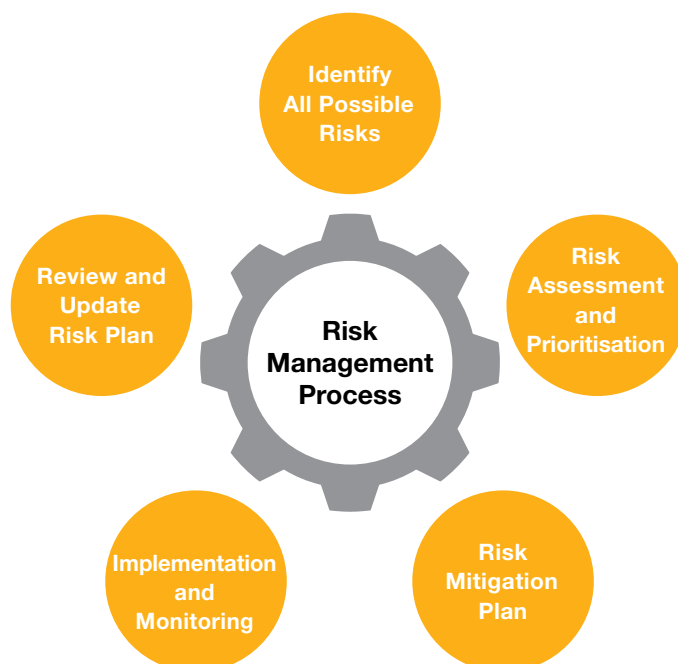 Identify
All Possible
Risks
Risk
Assessment
and
Prioritisation
Risk
Mitigation
Plan
Implementation
and
Monitoring
Review and
Update
Risk Plan
Risk
Management
Process